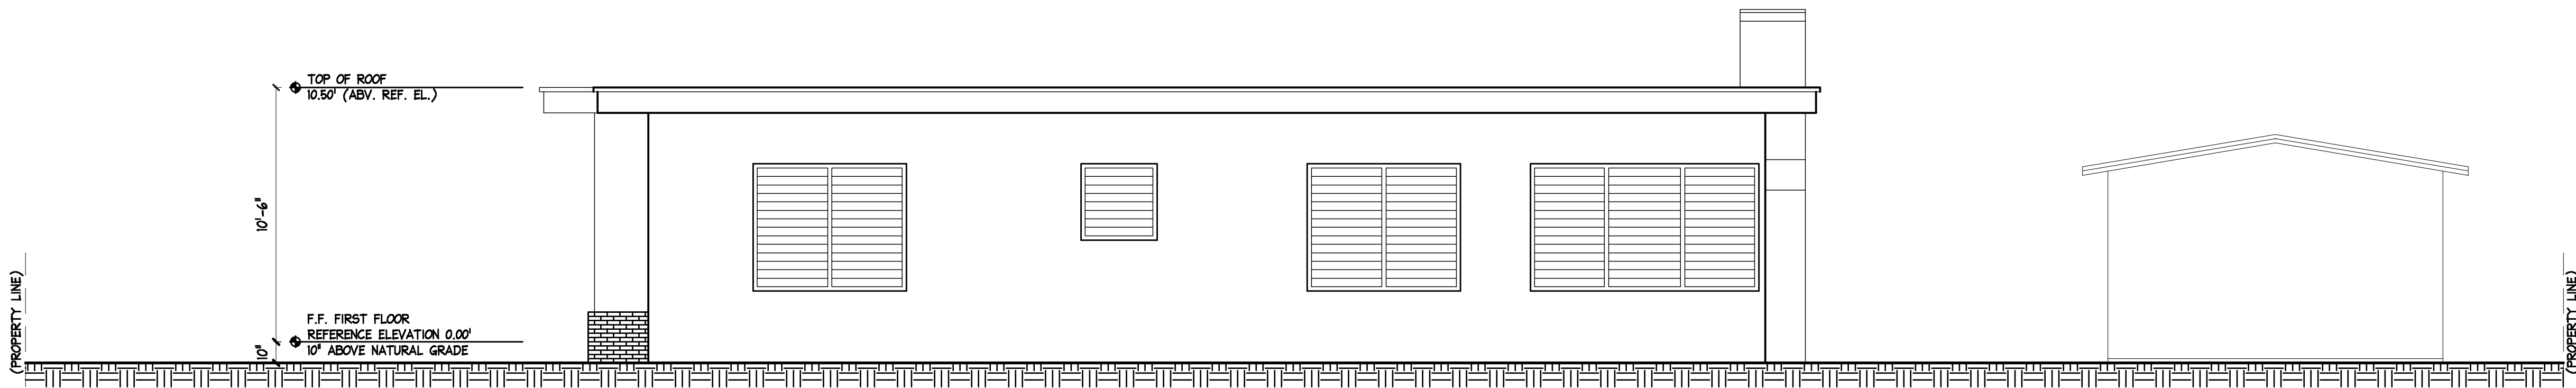 TOP OF ROOF
10.50' (ABV. REF. EL.)
10'-6"
(PROPERTY LINE)
F.F. FIRST FLOOR
REFERENCE ELEVATION 0.00'
10" ABOVE NATURAL GRADE
10"
(PROPERTY LINE)